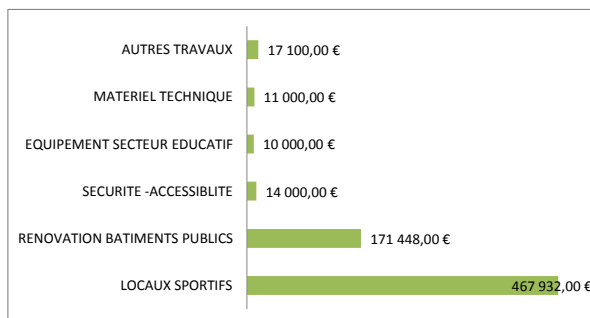 AUTRES TRAVAUX 17 100,00 €
MATERIEL TECHNIQUE 11 000,00 €
EQUIPEMENT SECTEUR EDUCATIF 10 000,00 €
SECURITE -ACCESSIBLITE 14 000,00 €
RENOVATION BATIMENTS PUBLICS 171 448,00 €
LOCAUX SPORTIFS 467 932,00 €